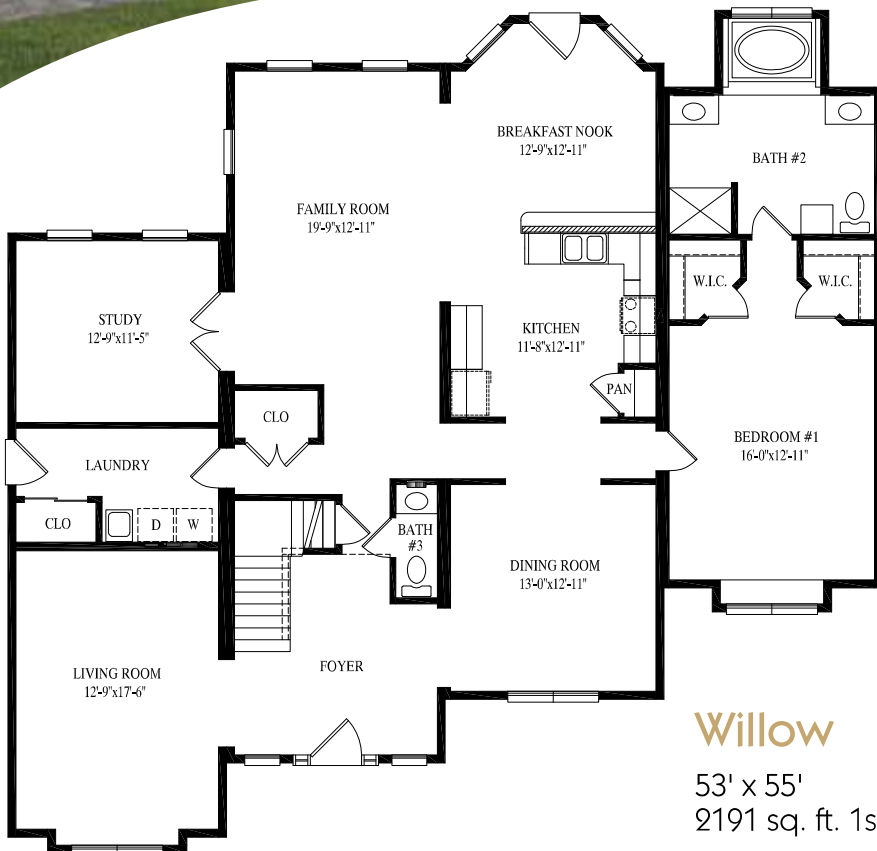 BREAKFAST NOOK
12'-9"x12'-11"
BATH #2
FAMILY ROOM
19'-9"x12'-11"
W.I.C.
W.I.C.
STUDY
12'-9"x11'-5"
KITCHEN
11'-8"x12'-11"
PAN
CLO
BEDROOM #1
16'-0"x12'-11"
LAUNDRY
CLO
D
W
BATH
#3
DINING ROOM
13'-0"x12'-11"
FOYER
LIVING ROOM
12'-9"x17'-6"
Willow
53' x 55'
2191 sq. ft. 1s